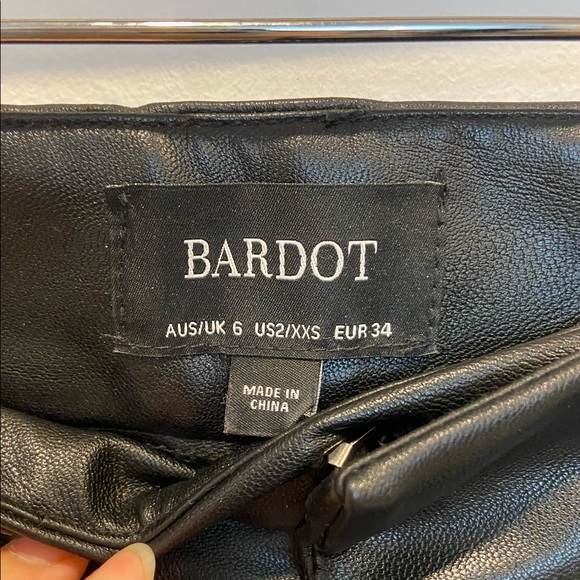 BARDOT
AUS/UK 6 US2/XXS EUR 34
MADE IN
CHINA